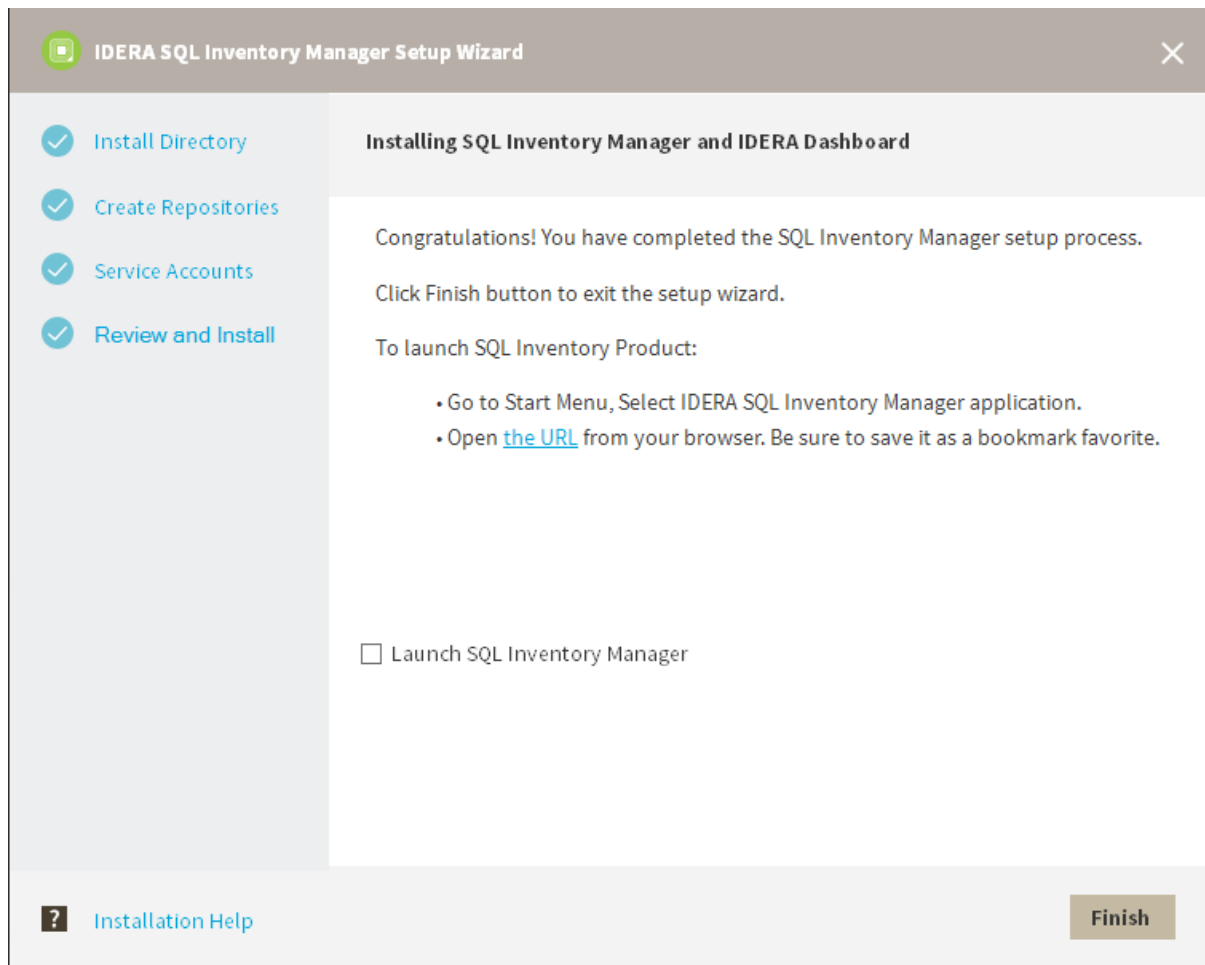 IDERA SQL Inventory Manager Setup Wizard
Install Directory
Create Repositories
Service Accounts
Review and Install
Installing SQL Inventory Manager and IDERA Dashboard
Congratulations! You have completed the SQL Inventory Manager setup process.
Click Finish button to exit the setup wizard.
To launch SQL Inventory Product:
• Go to Start Menu, Select IDERA SQL Inventory Manager application.
• Open the URL from your browser. Be sure to save it as a bookmark favorite.
Launch SQL Inventory Manager
? Installation Help
Finish